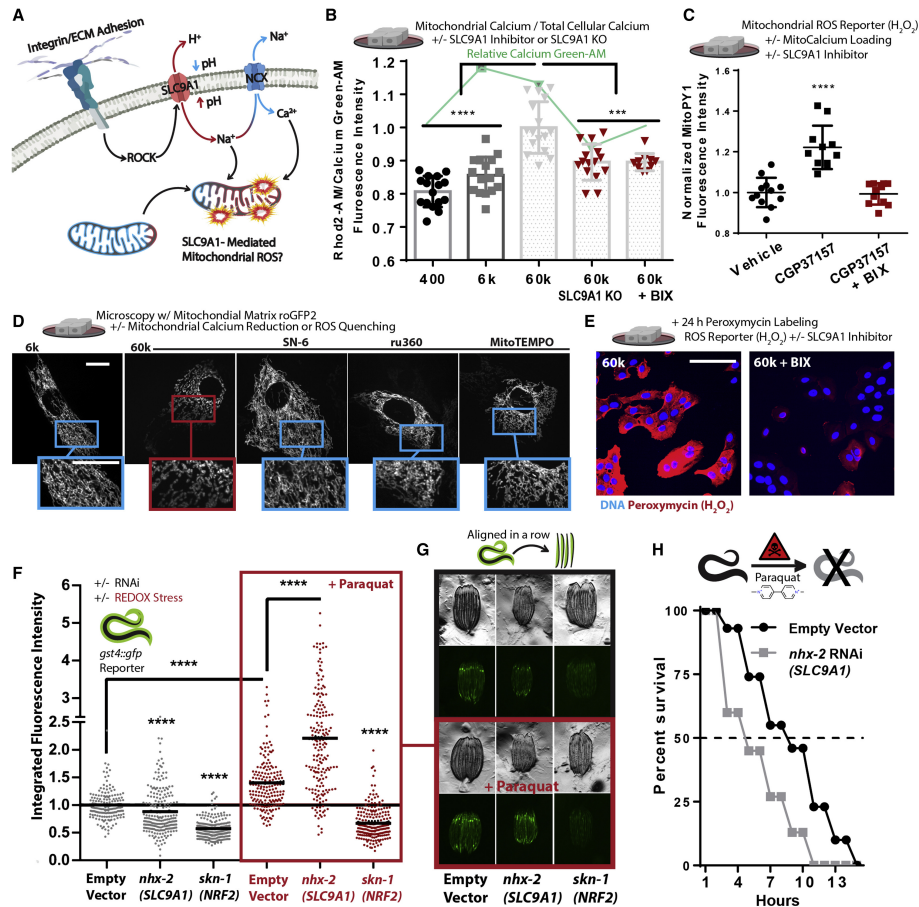 A
Integrin/ECM Adhesion
H+
pH
Na+
SLC9A1
NCX
pH
Na+
Ca2+
ROCK
SLC9A1- Mediated
Mitochondrial ROS?
B
Mitochondrial Calcium / Total Cellular Calcium
+/- SLC9A1 Inhibitor or SLC9A1 KO
Relative Calcium Green-AM
Rhod2-AM/Calcium Green-AM
Flurorescence Intensity
1.2
1.1
1.0
0.9
0.8
0.7
0.6
****
***
400
6k
60k
60k
SLC9A1 KO
60k
+ BIX
C
Mitochondrial ROS Reporter (H2O2)
+/- MitoCalcium Loading
+/- SLC9A1 Inhibitor
Normalized MitoPY1
Fluorescence Intensity
1.6
1.4
1.2
1.0
0.8
****
Vehicle
CGP37157
CGP37157
+ BIX
D
Microscopy w/ Mitochondial Matrix roGFP2
+/- Mitochondrial Calcium Reduction or ROS Quenching
6k
60k
SN-6
ru360
MitoTEMPO
E
+ 24 h Peroxymycin Labeling
ROS Reporter (H2O2) +/- SLC9A1 Inhibitor
60k
60k + BIX
DNA Peroxymycin (H2O2)
F
+/- RNAi
+/- REDOX Stress
gst4::gfp
Reporter
Integrated Fluorescence Intensity
6
5
4
3
2.5
2.0
1.5
1.0
0.5
0.0
****
****
****
+ Paraquat
****
****
Empty
Vector
nhx-2
(SLC9A1)
skn-1
(NRF2)
Empty
Vector
nhx-2
(SLC9A1)
skn-1
(NRF2)
G
Aligned in a row
+ Paraquat
Empty
Vector
nhx-2
(SLC9A1)
skn-1
(NRF2)
H
Paraquat
Empty Vector
nhx-2 RNAi
(SLC9A1)
Percent survival
100
75
50
25
0
1
4
7
10
13
Hours